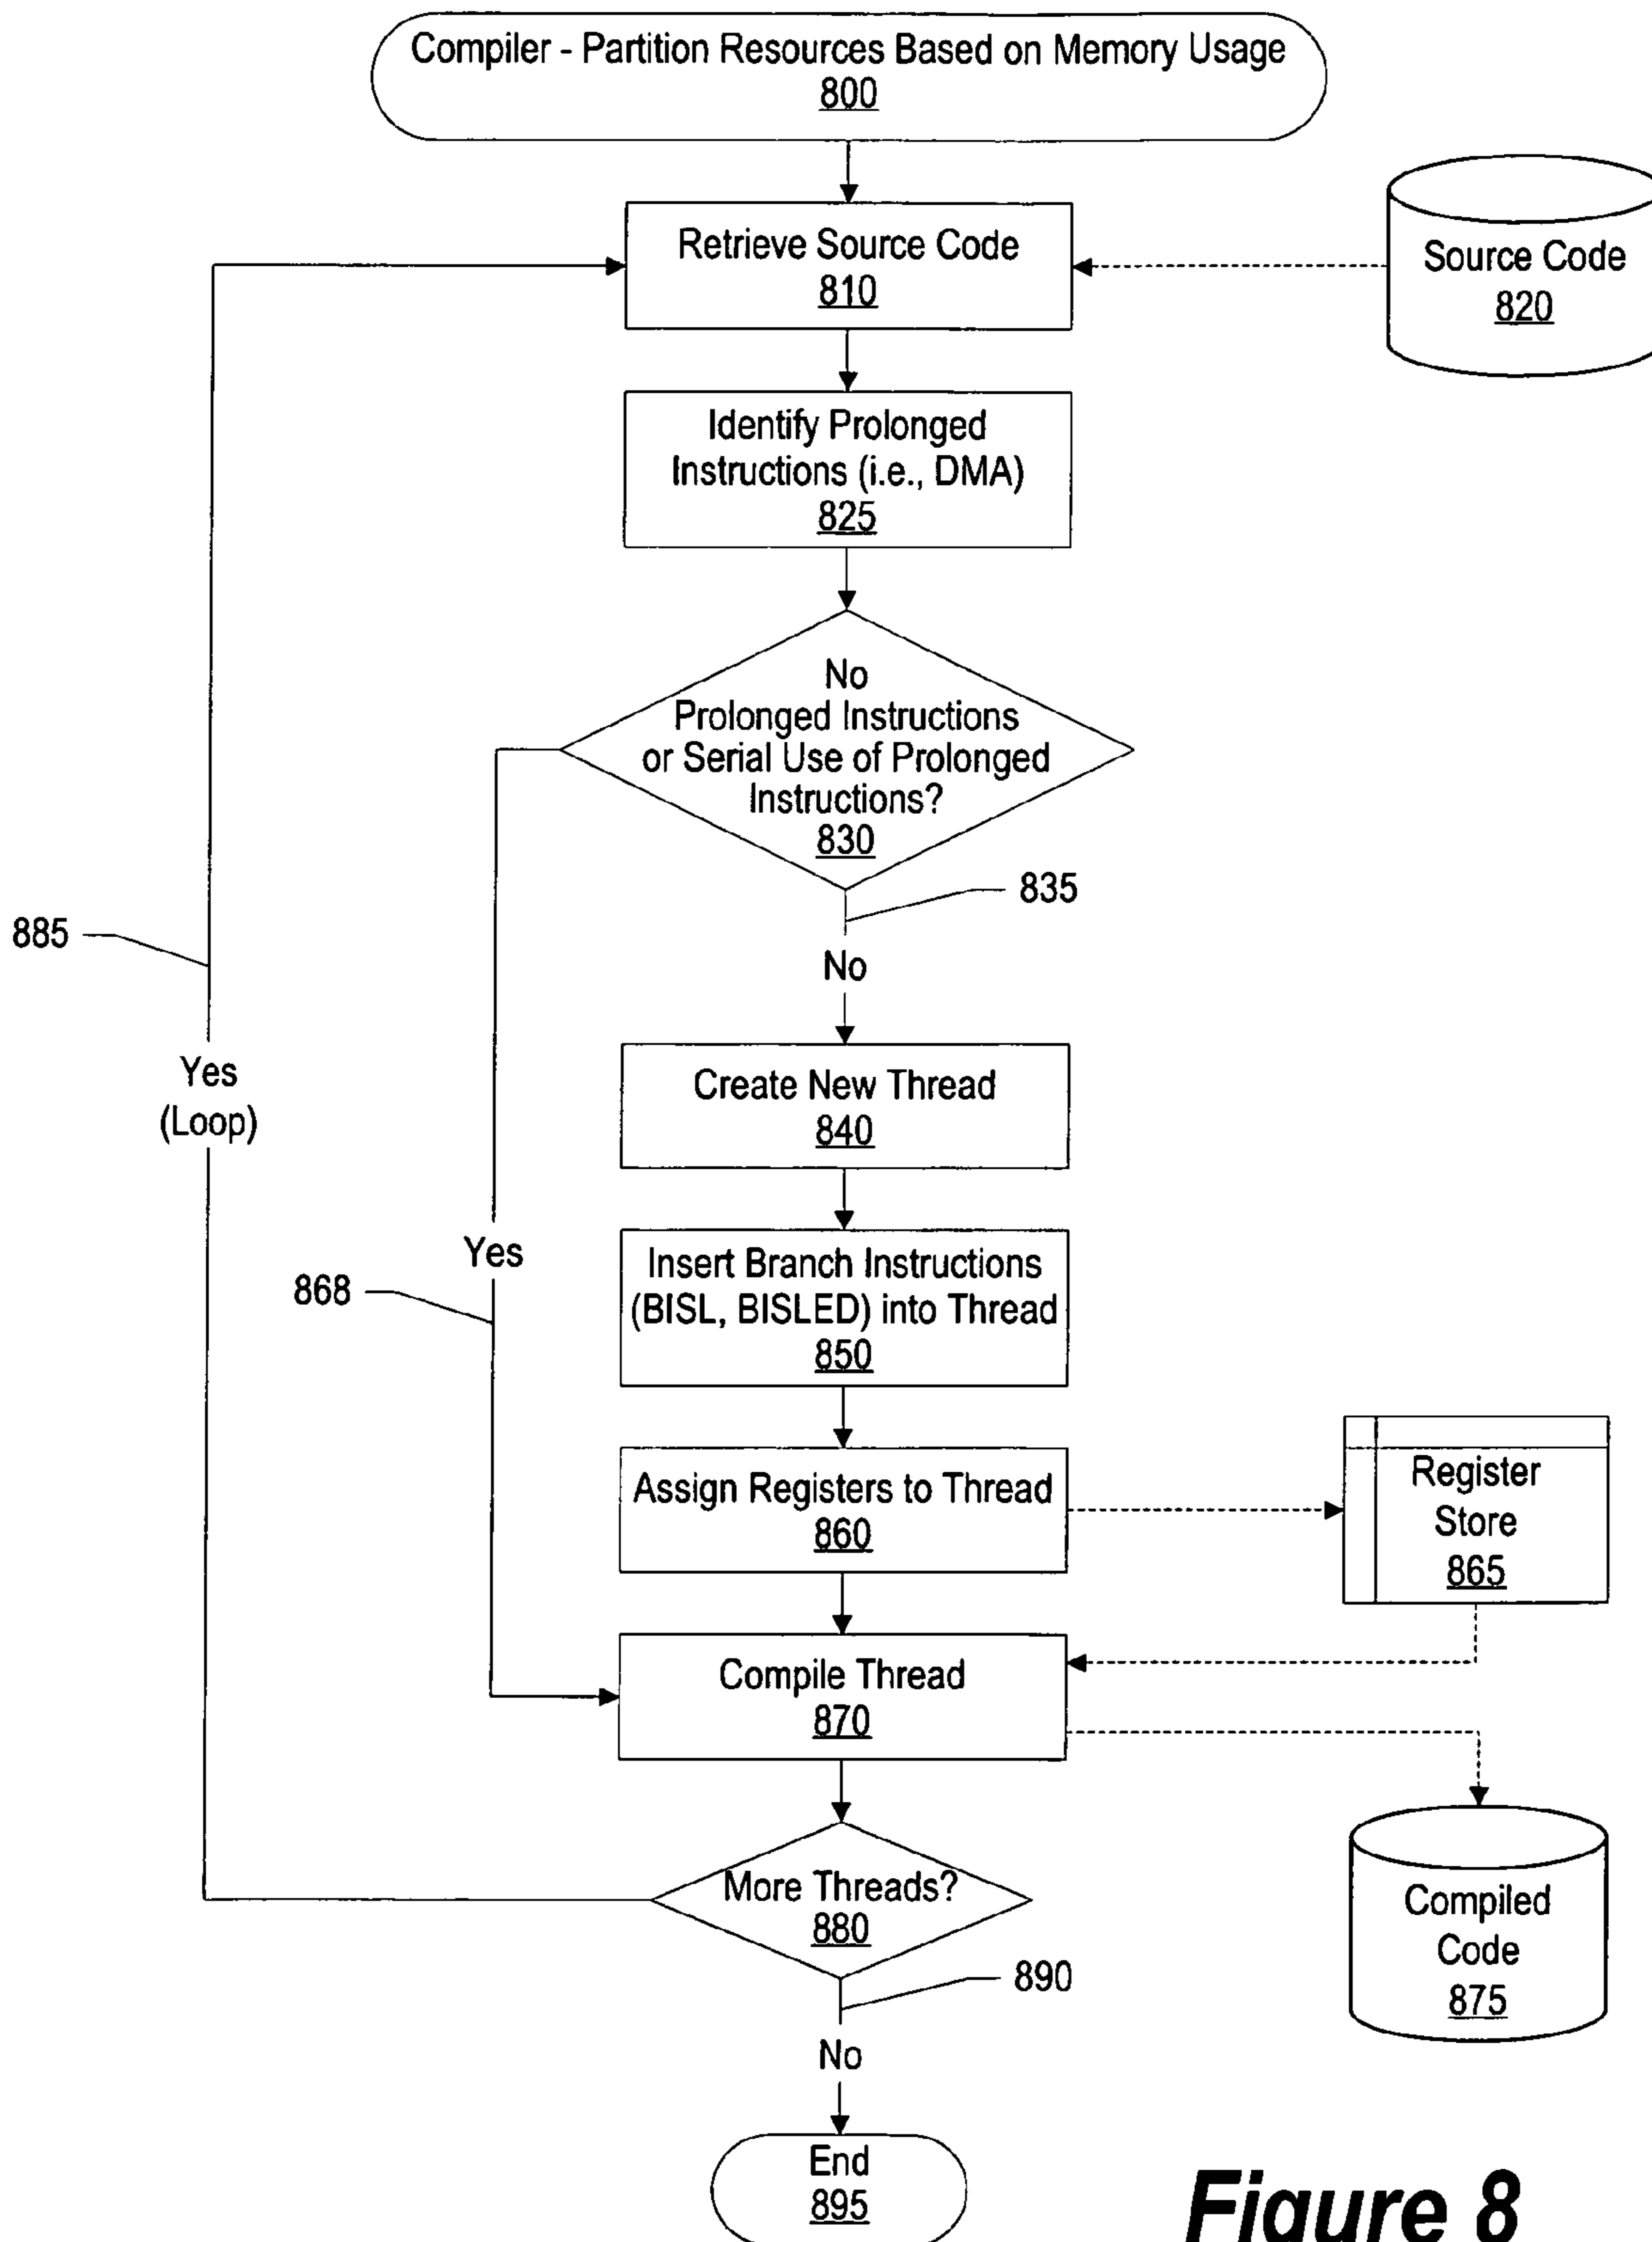 Compiler - Partition Resources Based on Memory Usage
800
Retrieve Source Code
810
Source Code
820
Identify Prolonged
Instructions (i.e., DMA)
825
No
Prolonged Instructions
or Serial Use of Prolonged
Instructions?
830
835
885
No
Create New Thread
840
Yes
(Loop)
Yes
868
Insert Branch Instructions
(BISL, BISLED) into Thread
850
Assign Registers to Thread
860
Register
Store
865
Compile Thread
870
More Threads?
880
Compiled
Code
875
890
No
End
895
Figure 8